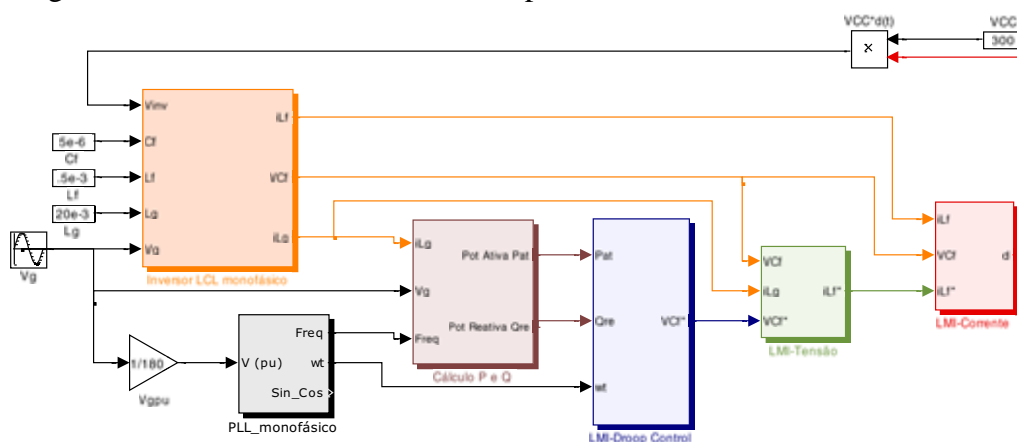 VCC*d(t)
VCC
300
×
Vinv
Cf
Lf
Lg
Vg
iLf
VCf
iLg
Inversor LCL monofásico
5e-6
Cf
.5e-3
Lf
20e-3
Lg
Vg
1/180
Vgpu
V (pu)
Freq
wt
Sin_Cos
PLL_monofásico
iLg
Vg
Freq
Pot Ativa Pat
Pot Reativa Qre
Cálculo P e Q
Pat
Qre
wt
VCf*
LMI-Droop Control
VCf
iLg
VCf*
iLf*
LMI-Tensão
iLf
VCf
iLf*
d
LMI-Corrente